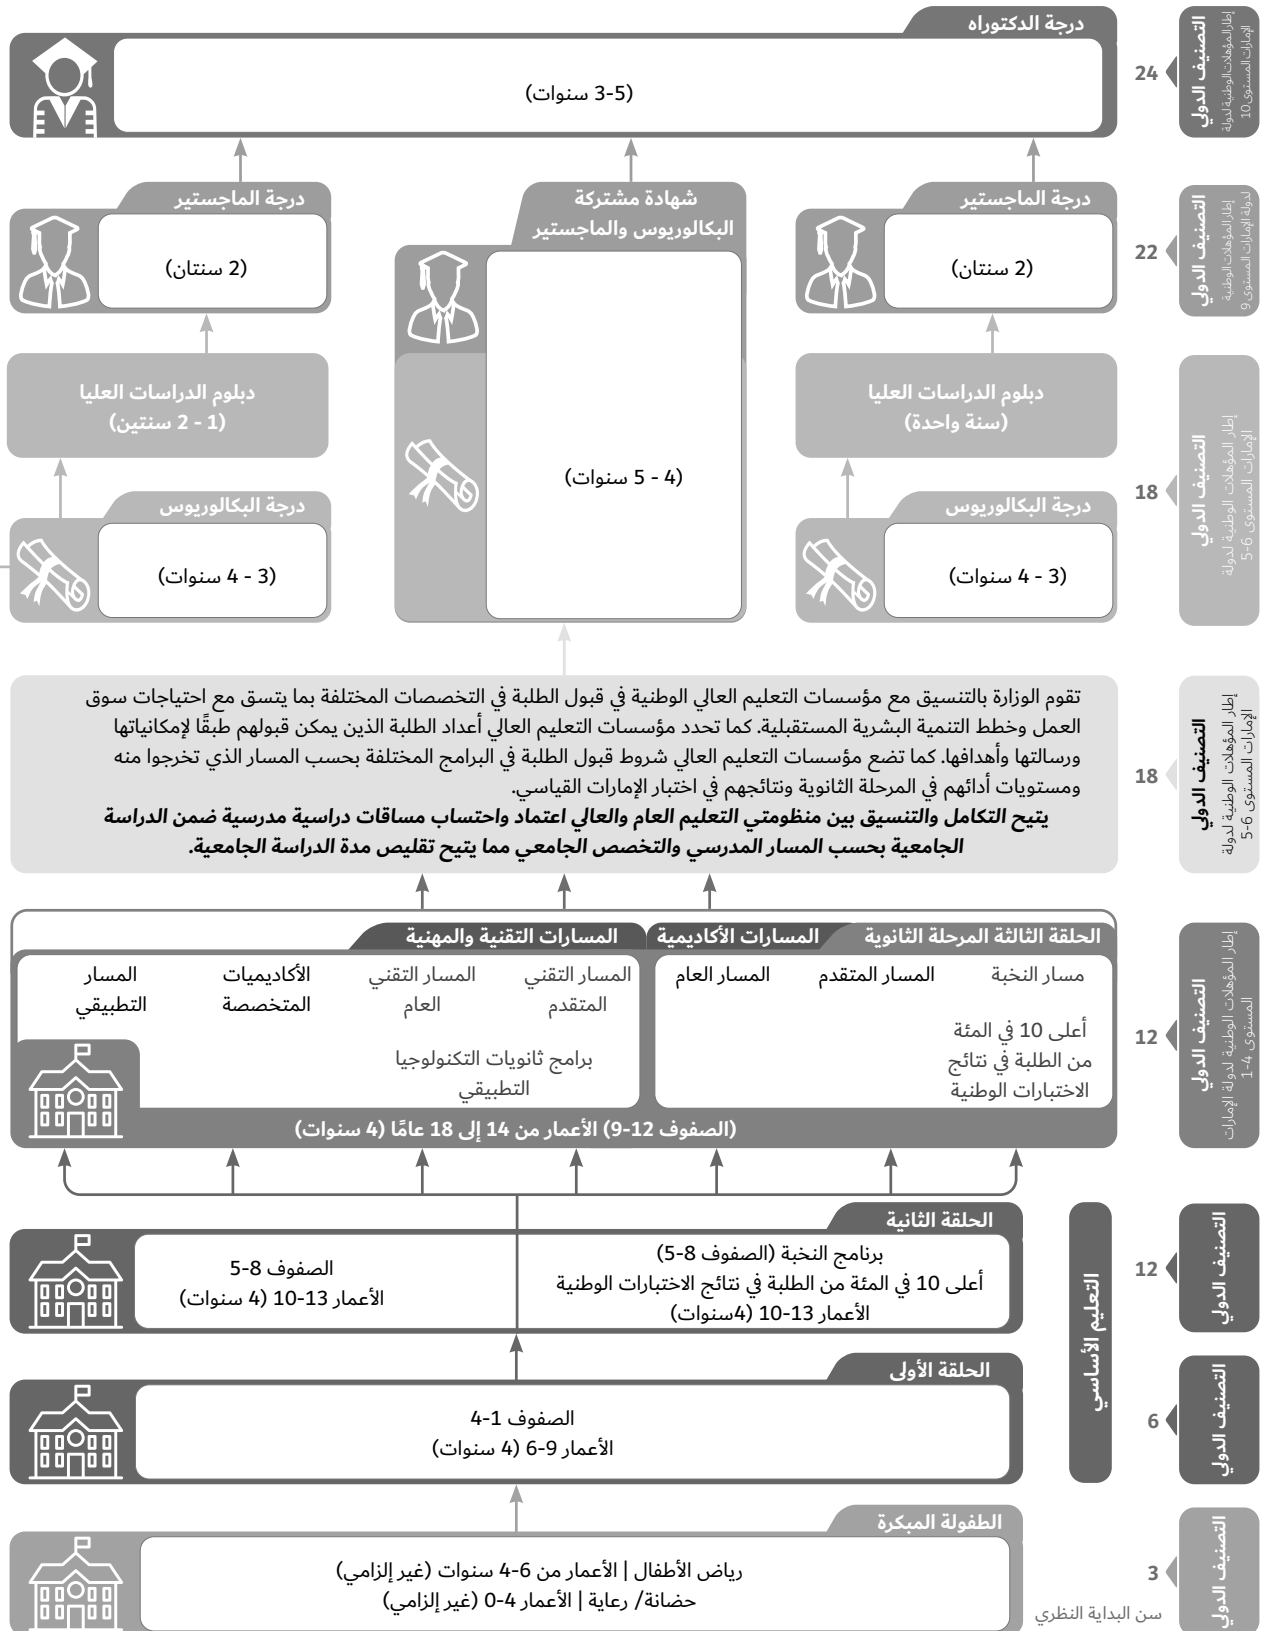 درجة الدكتوراه
(3-5 سنوات)
24
التصنيف الدولي
إطار المؤهلات الوطنية لدولة
الإمارات المستوى 10
درجة الماجستير
(2 سنتان)
شهادة مشتركة
البكالوريوس والماجستير
(4 - 5 سنوات)
درجة الماجستير
(2 سنتان)
22
التصنيف الدولي
إطار المؤهلات الوطنية
لدولة الإمارات المستوى 9
دبلوم الدراسات العليا
(سنة واحدة)
دبلوم الدراسات العليا
(1 - 2 سنتين)
درجة البكالوريوس
(3 - 4 سنوات)
درجة البكالوريوس
(3 - 4 سنوات)
18
التصنيف الدولي
إطار المؤهلات الوطنية لدولة
الإمارات المستوى 6-5
تقوم الوزارة بالتنسيق مع مؤسسات التعليم العالي الوطنية في قبول الطلبة في التخصصات المختلفة بما يتسق مع احتياجات سوق
العمل وخطط التنمية البشرية المستقبلية. كما تحدد مؤسسات التعليم العالي أعداد الطلبة الذين يمكن قبولهم طبقًا لإمكانياتها
ورسالتها وأهدافها. كما تضع مؤسسات التعليم العالي شروط قبول الطلبة في البرامج المختلفة بحسب المسار الذي تخرجوا منه
ومستويات أدائهم في المرحلة الثانوية ونتائجهم في اختبار الإمارات القياسي.
يتيح التكامل والتنسيق بين منظومتي التعليم العام والعالي اعتماد واحتساب مساقات دراسية مدرسية ضمن الدراسة
الجامعية بحسب المسار المدرسي والتخصص الجامعي مما يتيح تقليص مدة الدراسة الجامعية.
18
التصنيف الدولي
إطار المؤهلات الوطنية لدولة
الإمارات المستوى 6-5
الحلقة الثالثة المرحلة الثانوية
المسارات الأكاديمية
المسارات التقنية والمهنية
مسار النخبة
أعلى 10 في المئة
من الطلبة في نتائج
الاختبارات الوطنية
المسار المتقدم
المسار العام
المسار التقني
المتقدم
المسار التقني
العام
برامج ثانويات التكنولوجيا
التطبيقي
الأكاديميات
المتخصصة
المسار
التطبيقي
(الصفوف 12-9) الأعمار من 14 إلى 18 عامًا (4 سنوات)
12
التصنيف الدولي
إطار المؤهلات الوطنية لدولة الإمارات
المستوى 4-1
الحلقة الثانية
برنامج النخبة (الصفوف 8-5)
أعلى 10 في المئة من الطلبة في نتائج الاختبارات الوطنية
الأعمار 13-10 (4سنوات)
الصفوف 8-5
الأعمار 13-10 (4 سنوات)
التعليم الأساسي
12
التصنيف الدولي
الحلقة الأولى
الصفوف 1-4
الأعمار 9-6 (4 سنوات)
6
التصنيف الدولي
الطفولة المبكرة
رياض الأطفال | الأعمار من 6-4 سنوات (غير إلزامي)
حضانة/ رعاية | الأعمار 4-0 (غير إلزامي)
3
سن البداية النظري
التصنيف الدولي